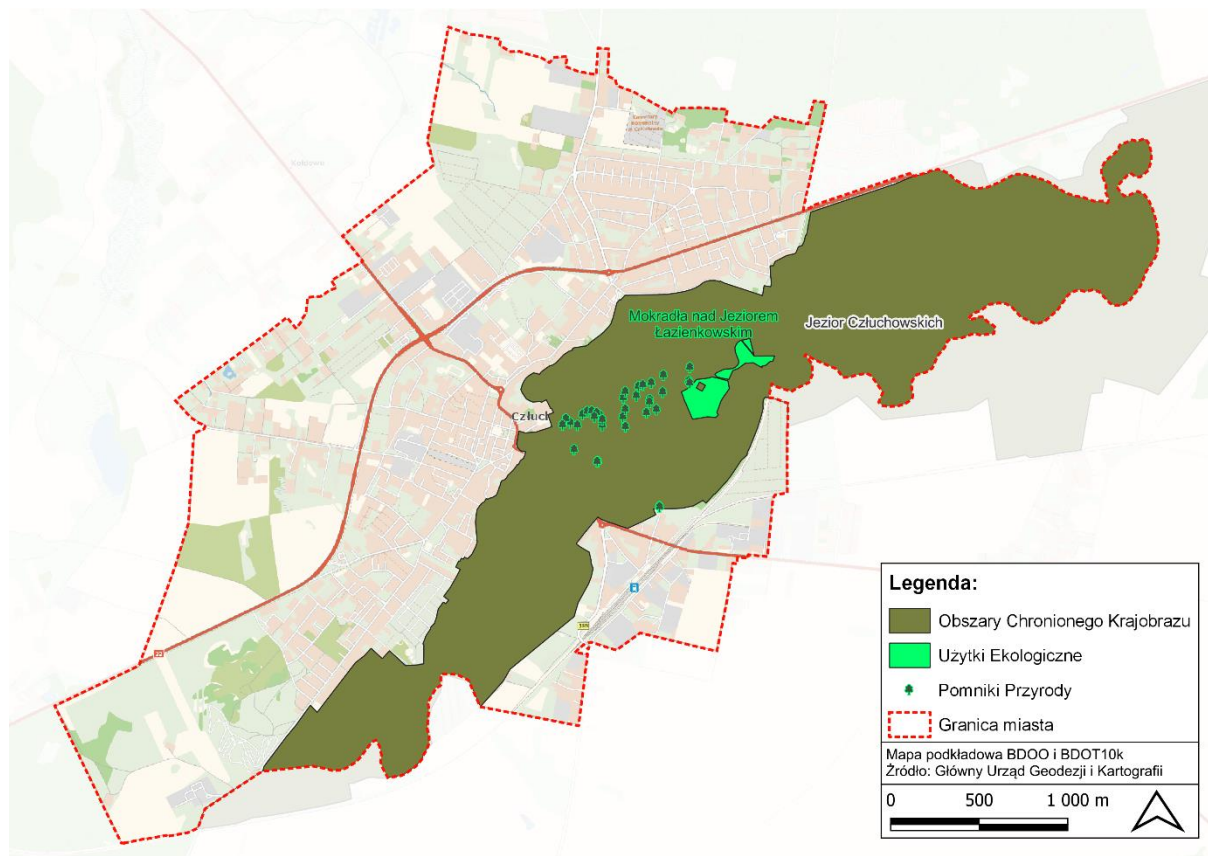 Mokradła nad Jeziorem
Łazienkowskim
Jezior Człuchowskich
Człuch
22
Legenda:
Obszary Chronionego Krajobrazu
Użytki Ekologiczne
Pomniki Przyrody
Granica miasta
Mapa podkładowa BDOO i BDOT10k
Źródło: Główny Urząd Geodezji i Kartografii
0 500 1 000 m